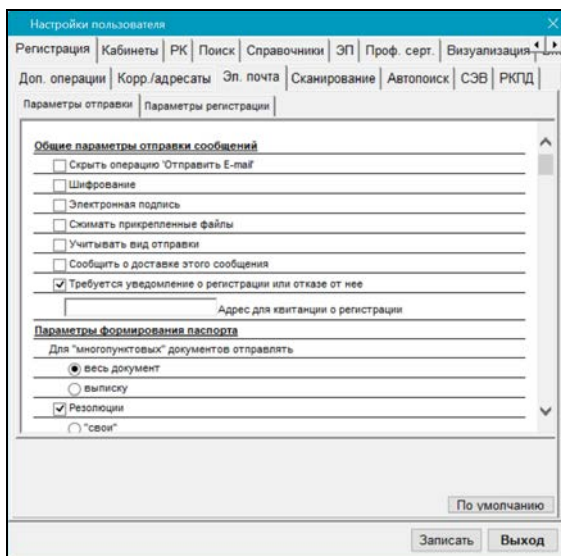 Настройки пользователя
Регистрация Кабинеты РК Поиск Справочники ЭП Проф. серт. Визуализация
Доп. операции Корр./адресаты Эл. почта Сканирование Автопоиск СЭВ РКПД
Параметры отправки Параметры регистрации
Общие параметры отправки сообщений
Скрыть операцию 'Отправить E-mail'
Шифрование
Электронная подпись
Сжимать прикрепленные файлы
Учитывать вид отправки
Сообщить о доставке этого сообщения
Требуется уведомление о регистрации или отказе от нее
Адрес для квитанции о регистрации
Параметры формирования паспорта
Для "многопунктовых" документов отправлять
весь документ
выписку
Резолюции
"свои"
По умолчанию
Записать Выход